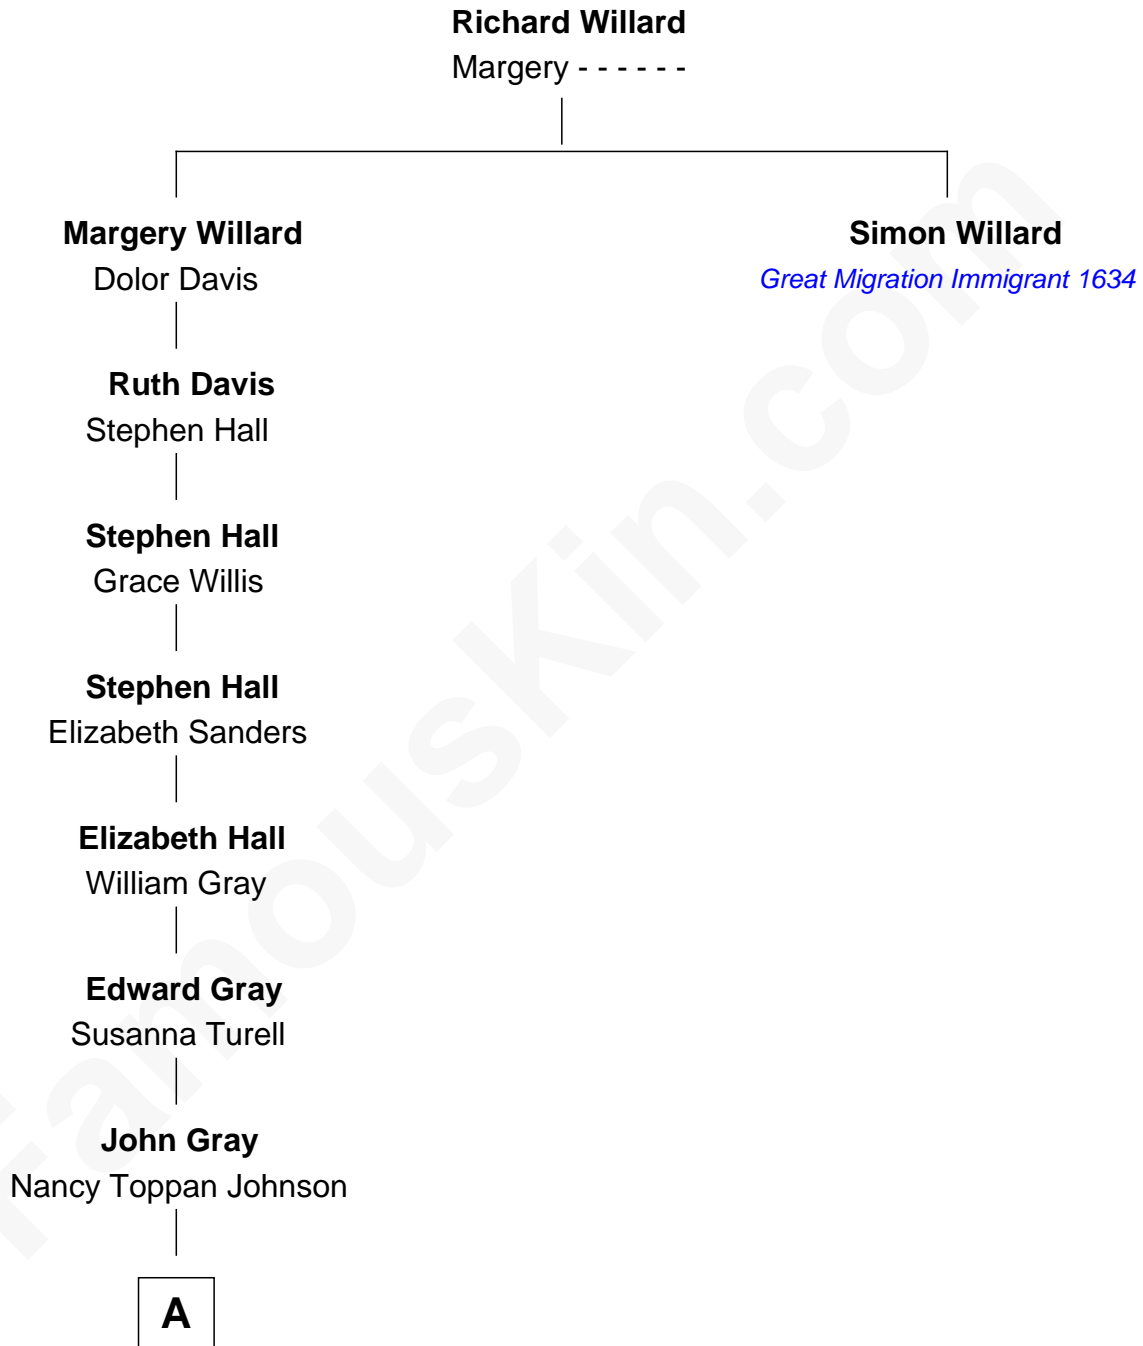 Richard Willard
Margery - - - - - -
Margery Willard
Dolor Davis
Simon Willard
Great Migration Immigrant 1634
Ruth Davis
Stephen Hall
Stephen Hall
Grace Willis
Stephen Hall
Elizabeth Sanders
Elizabeth Hall
William Gray
Edward Gray
Susanna Turell
John Gray
Nancy Toppan Johnson
A
FamousKin.com